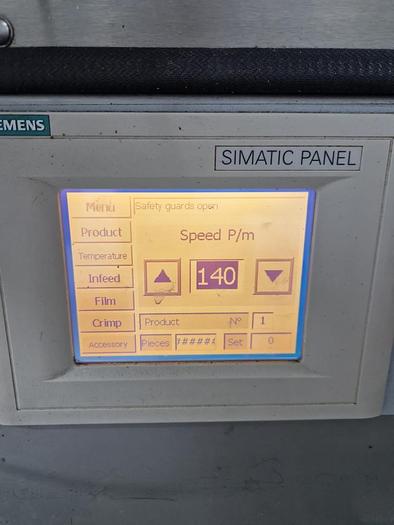 EMENS
SIMATIC PANEL
Menu
Safety guards open
Product
Speed P/m
Temperature
Infeed
140
Film
Crimp
Product Nº 1
Accessory
Pieces ###### Set 0